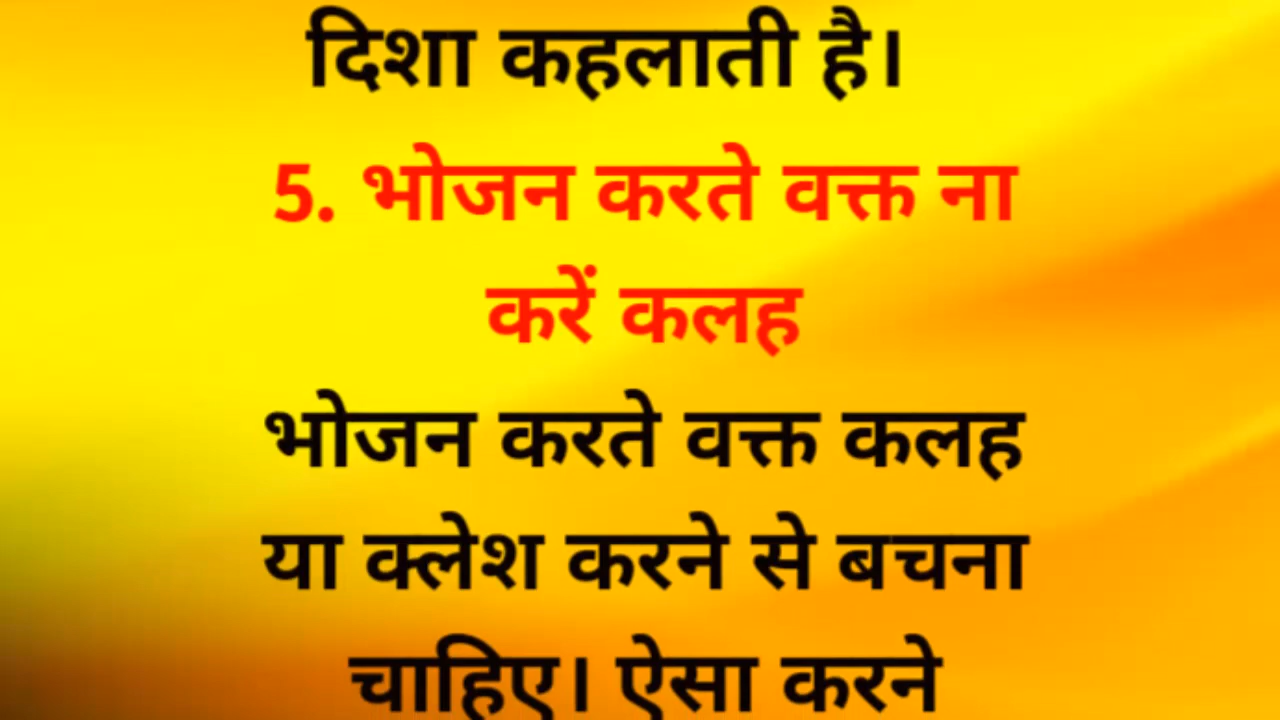 दिशा कहलाती है।
5. भोजन करते वक्त ना
करें कलह
भोजन करते वक्त कलह
या क्लेश करने से बचना
चाहिए। ऐसा करने